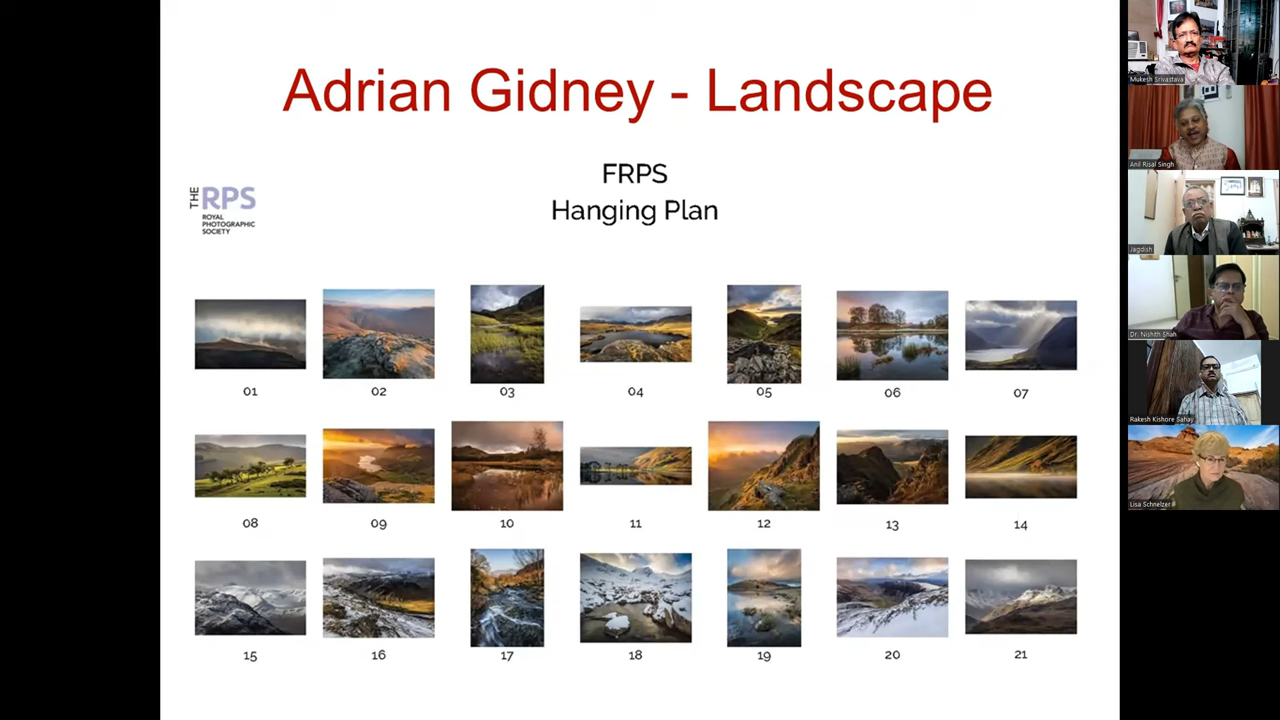 Adrian Gidney - Landscape
FRPS
Hanging Plan
THE RPS
ROYAL
PHOTOGRAPHIC
SOCIETY
01 02 03 04 05 06 07
08 09 10 11 12 13 14
15 16 17 18 19 20 21
Mukesh Srivastava
Anil Risal Singh
Jagdish
Dr. Nishith Shah
Rakesh Kishore Sahay
Lisa Schnelzer